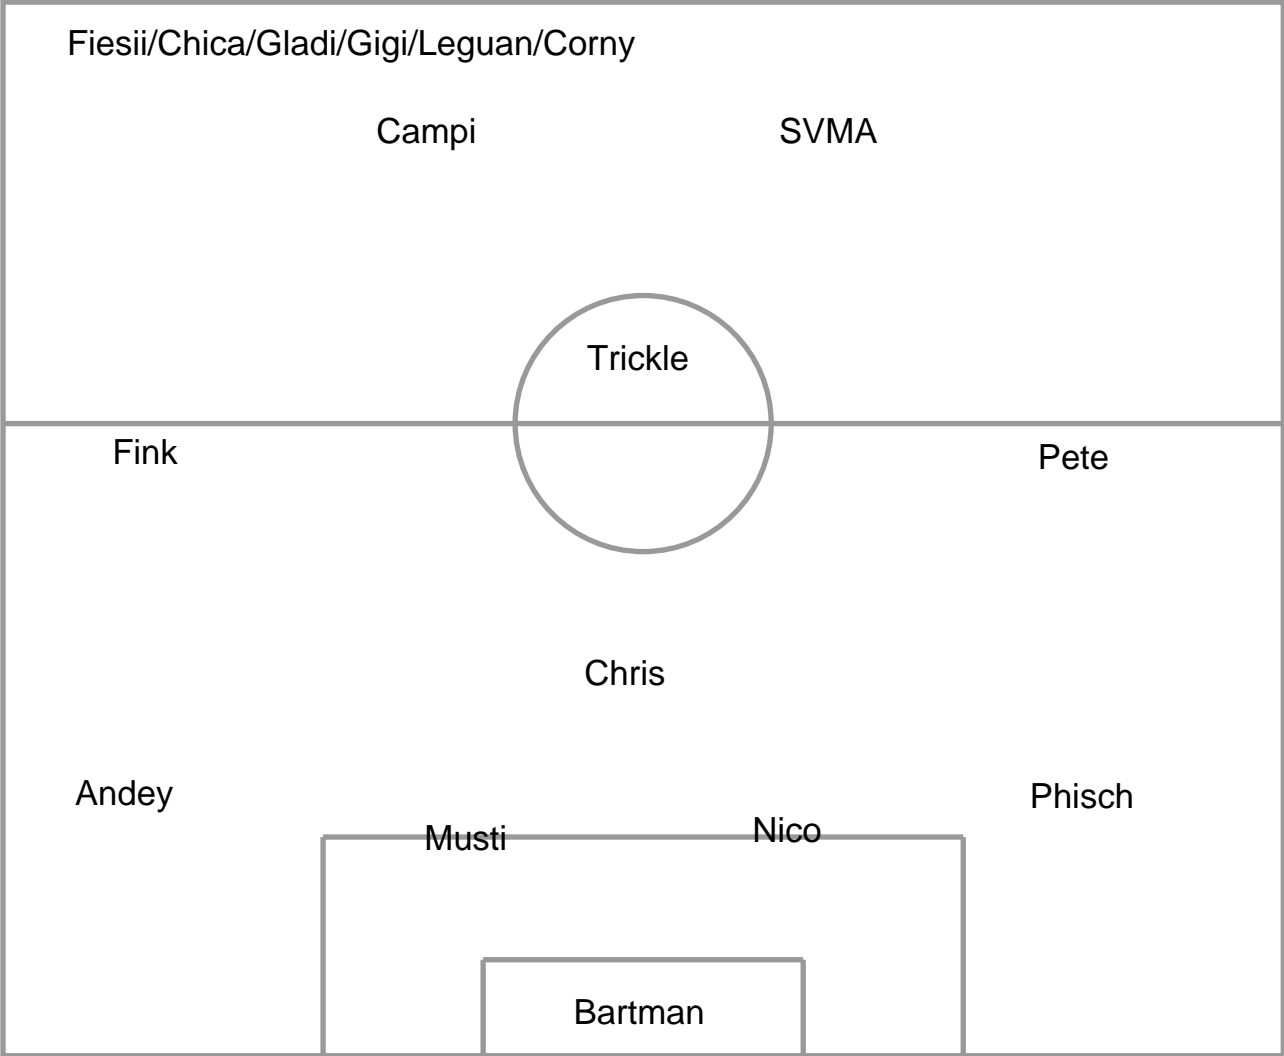 Fiesii/Chica/Gladi/Gigi/Leguan/Corny
Campi
SVMA
Trickle
Fink
Pete
Chris
Andey
Phisch
Musti
Nico
Bartman